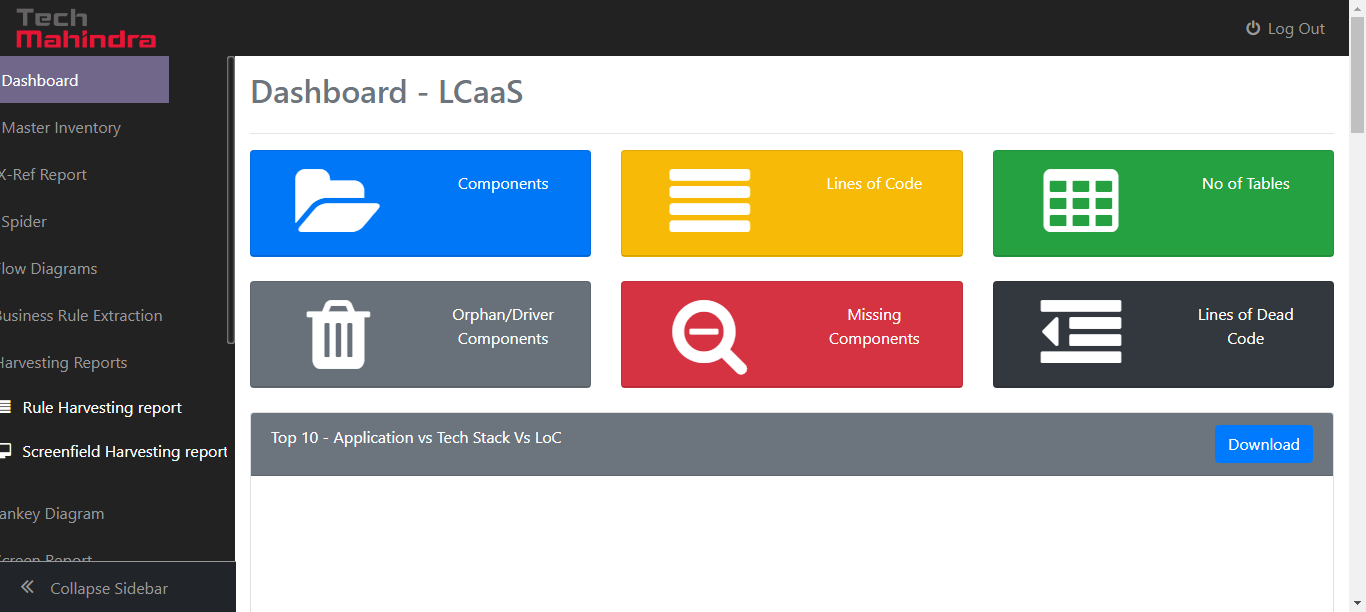 Tech
Mahindra
Log Out
Dashboard
Master Inventory
X-Ref Report
Spider
low Diagrams
Business Rule Extraction
Harvesting Reports
Rule Harvesting report
Screenfield Harvesting report
ankey Diagram
Screen Report
Collapse Sidebar
Dashboard - LCaaS
Components
Lines of Code
No of Tables
Orphan/Driver
Components
Missing
Components
Lines of Dead
Code
Top 10 - Application vs Tech Stack Vs LoC
Download